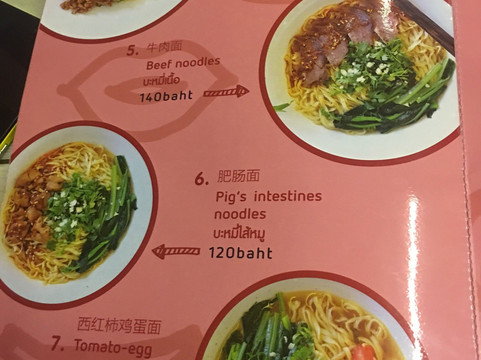 5. 牛肉面
Beef noodles
บะหมี่เนื้อ
140baht
6. 肥肠面
Pig's intestines
noodles
บะหมี่ไส้หมู
120baht
西红柿鸡蛋面
7. Tomato-egg